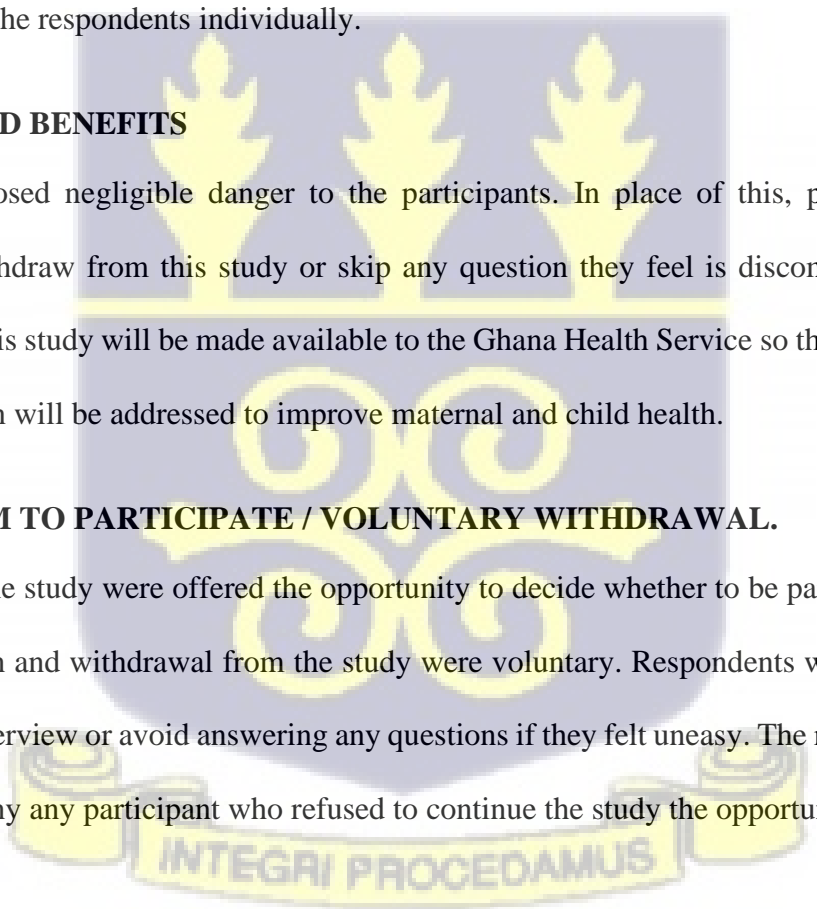 he respondents individually.
D BENEFITS
osed negligible danger to the participants. In place of this, p
hdraw from this study or skip any question they feel is discon
is study will be made available to the Ghana Health Service so th
n will be addressed to improve maternal and child health.
M TO PARTICIPATE / VOLUNTARY WITHDRAWAL.
e study were offered the opportunity to decide whether to be pa
n and withdrawal from the study were voluntary. Respondents w
erview or avoid answering any questions if they felt uneasy. The r
ny any participant who refused to continue the study the opportu
INTEGRI PROCEDAMUS